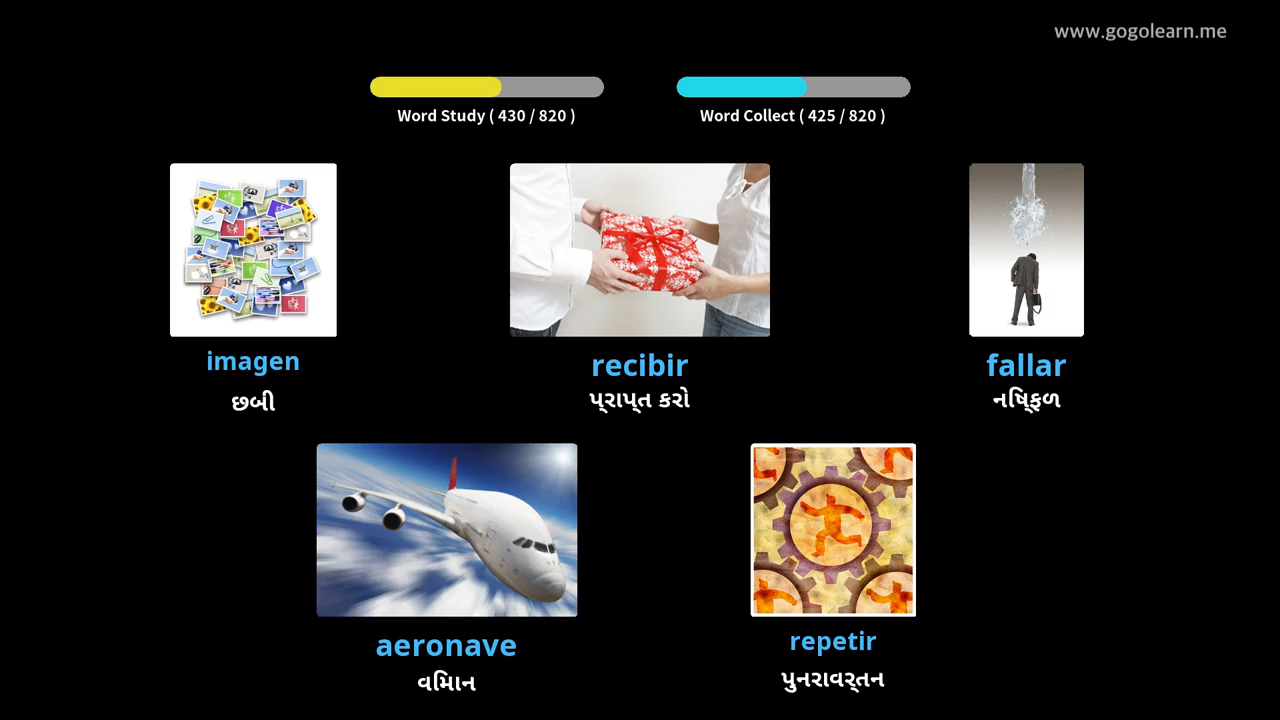 www.gogolearn.me
Word Study ( 430 / 820 )
Word Collect ( 425 / 820 )
imagen
છબી
recibir
પ્રાપ્ત કરો
fallar
નિષ્ફળ
aeronave
વિમાન
repetir
પુનરાવર્તન